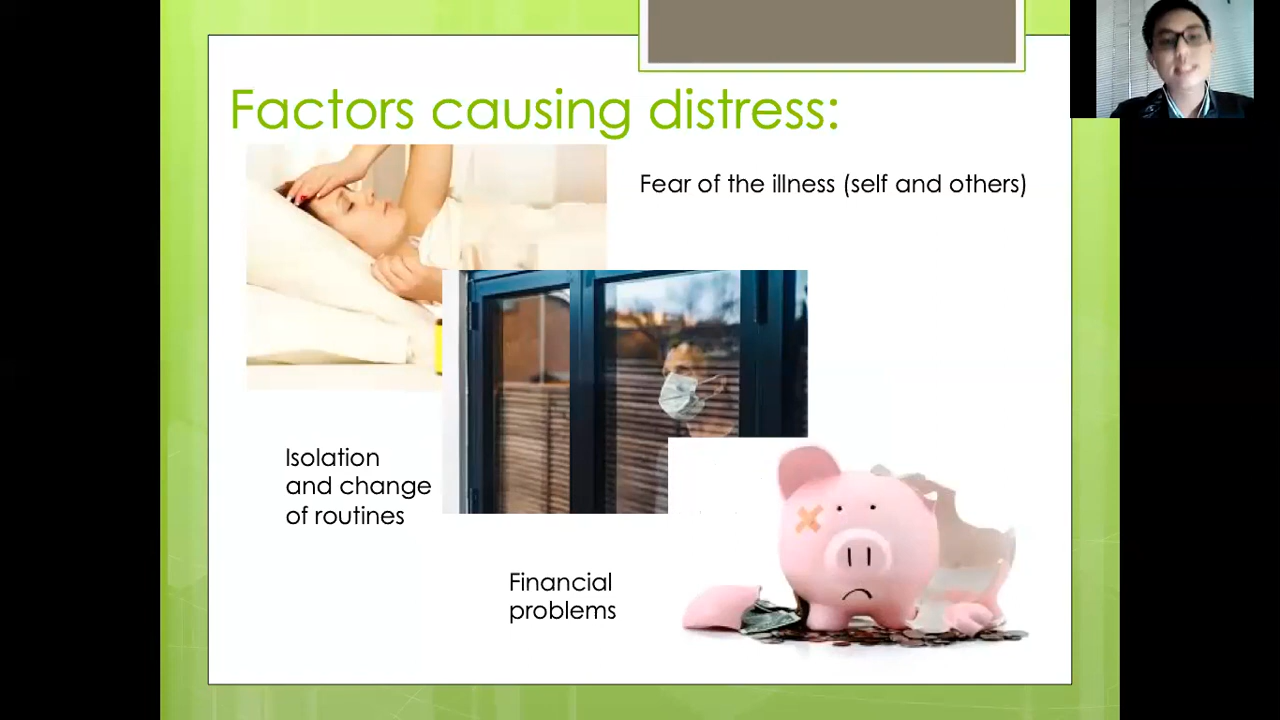 Factors causing distress:
Fear of the illness (self and others)
Isolation
and change
of routines
Financial
problems